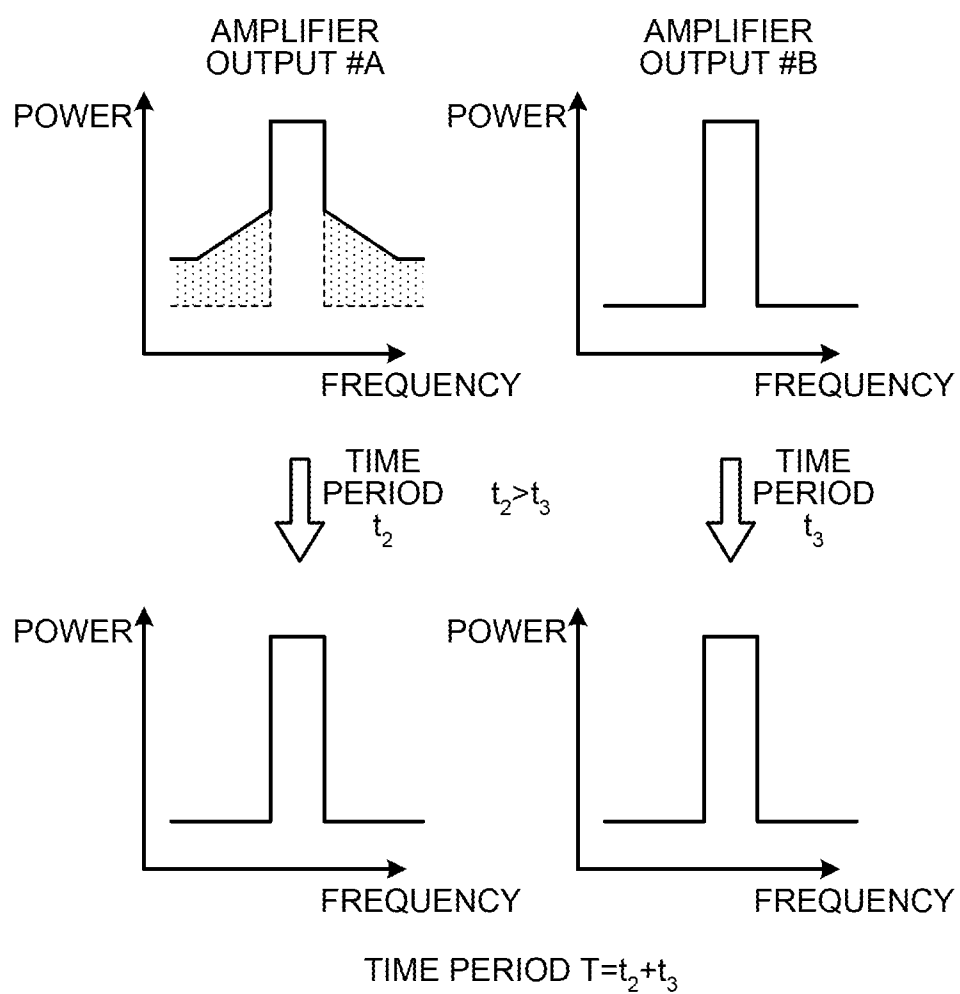 AMPLIFIER
OUTPUT #A
AMPLIFIER
OUTPUT #B
POWER
FREQUENCY
POWER
FREQUENCY
TIME
PERIOD
t2
t2>t3
TIME
PERIOD
t3
POWER
FREQUENCY
POWER
FREQUENCY
TIME PERIOD T=t2+t3